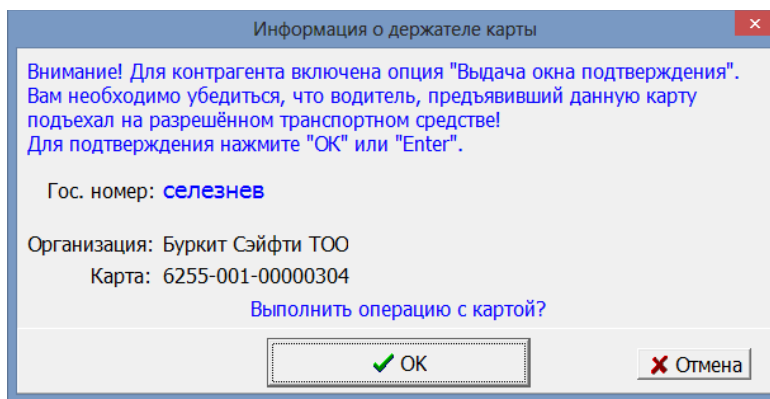 Информация о держателе карты
Внимание! Для контрагента включена опция "Выдача окна подтверждения".
Вам необходимо убедиться, что водитель, предъявивший данную карту
подъехал на разрешённом транспортном средстве!
Для подтверждения нажмите "ОК" или "Enter".
Гос. номер: селезнев
Организация: Буркит Сэйфти ТОО
Карта: 6255-001-00000304
Выполнить операцию с картой?
ОК
Отмена